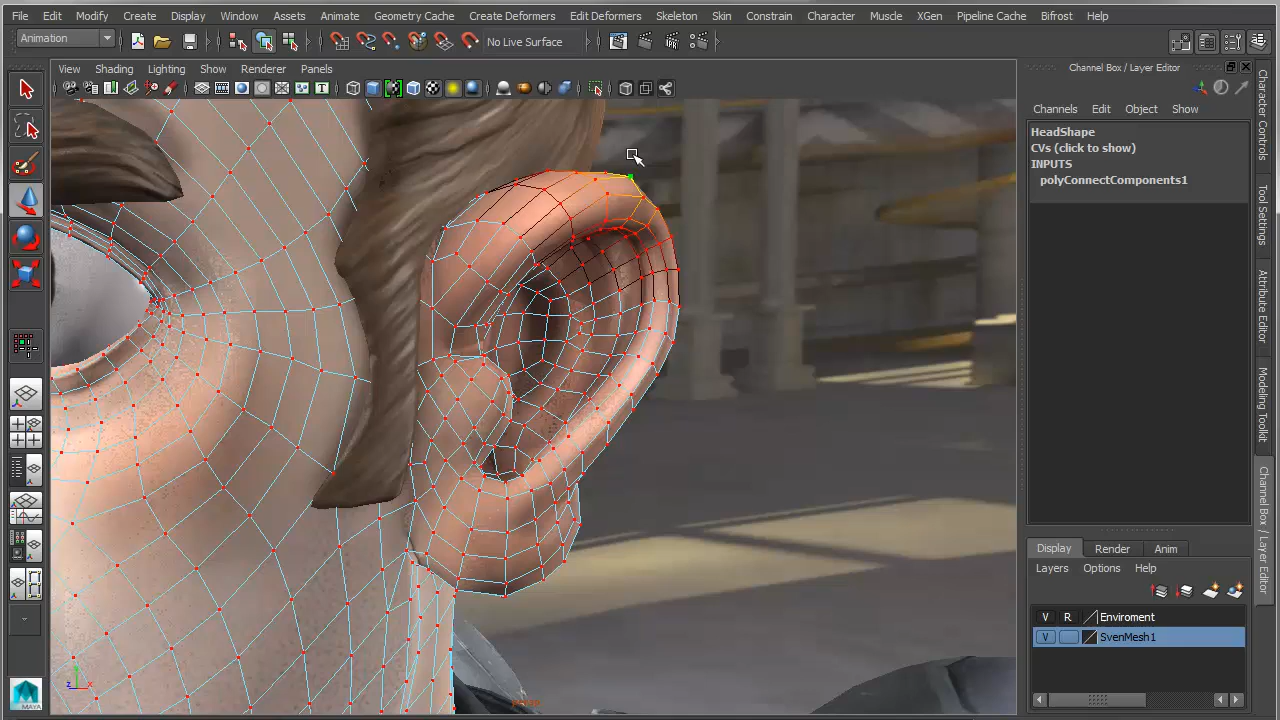 File Edit Modify Create Display Window Assets Animate Geometry Cache Create Deformers Edit Deformers Skeleton Skin Constrain Character Muscle XGen Pipeline Cache Bifrost Help
Animation No Live Surface
View Shading Lighting Show Renderer Panels
Channel Box / Layer Editor
Channels Edit Object Show
HeadShape
CVs (click to show)
INPUTS
polyConnectComponents1
Character Controls
Tool Settings
Attribute Editor
Modeling Toolkit
Channel Box / Layer Editor
Display Render Anim
Layers Options Help
V R Enviroment
V SvenMesh1
T
y
z x
MAYA